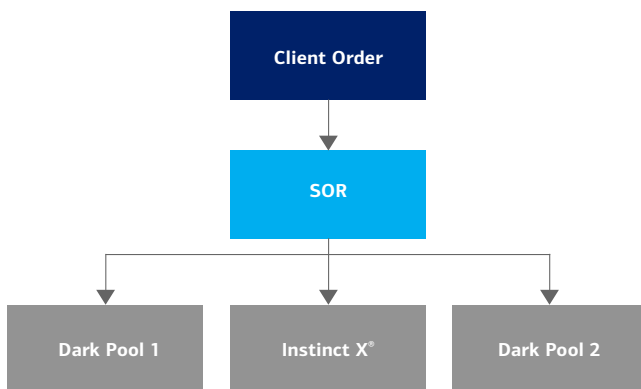 Client Order
SOR
Dark Pool 1
Instinct X®
Dark Pool 2